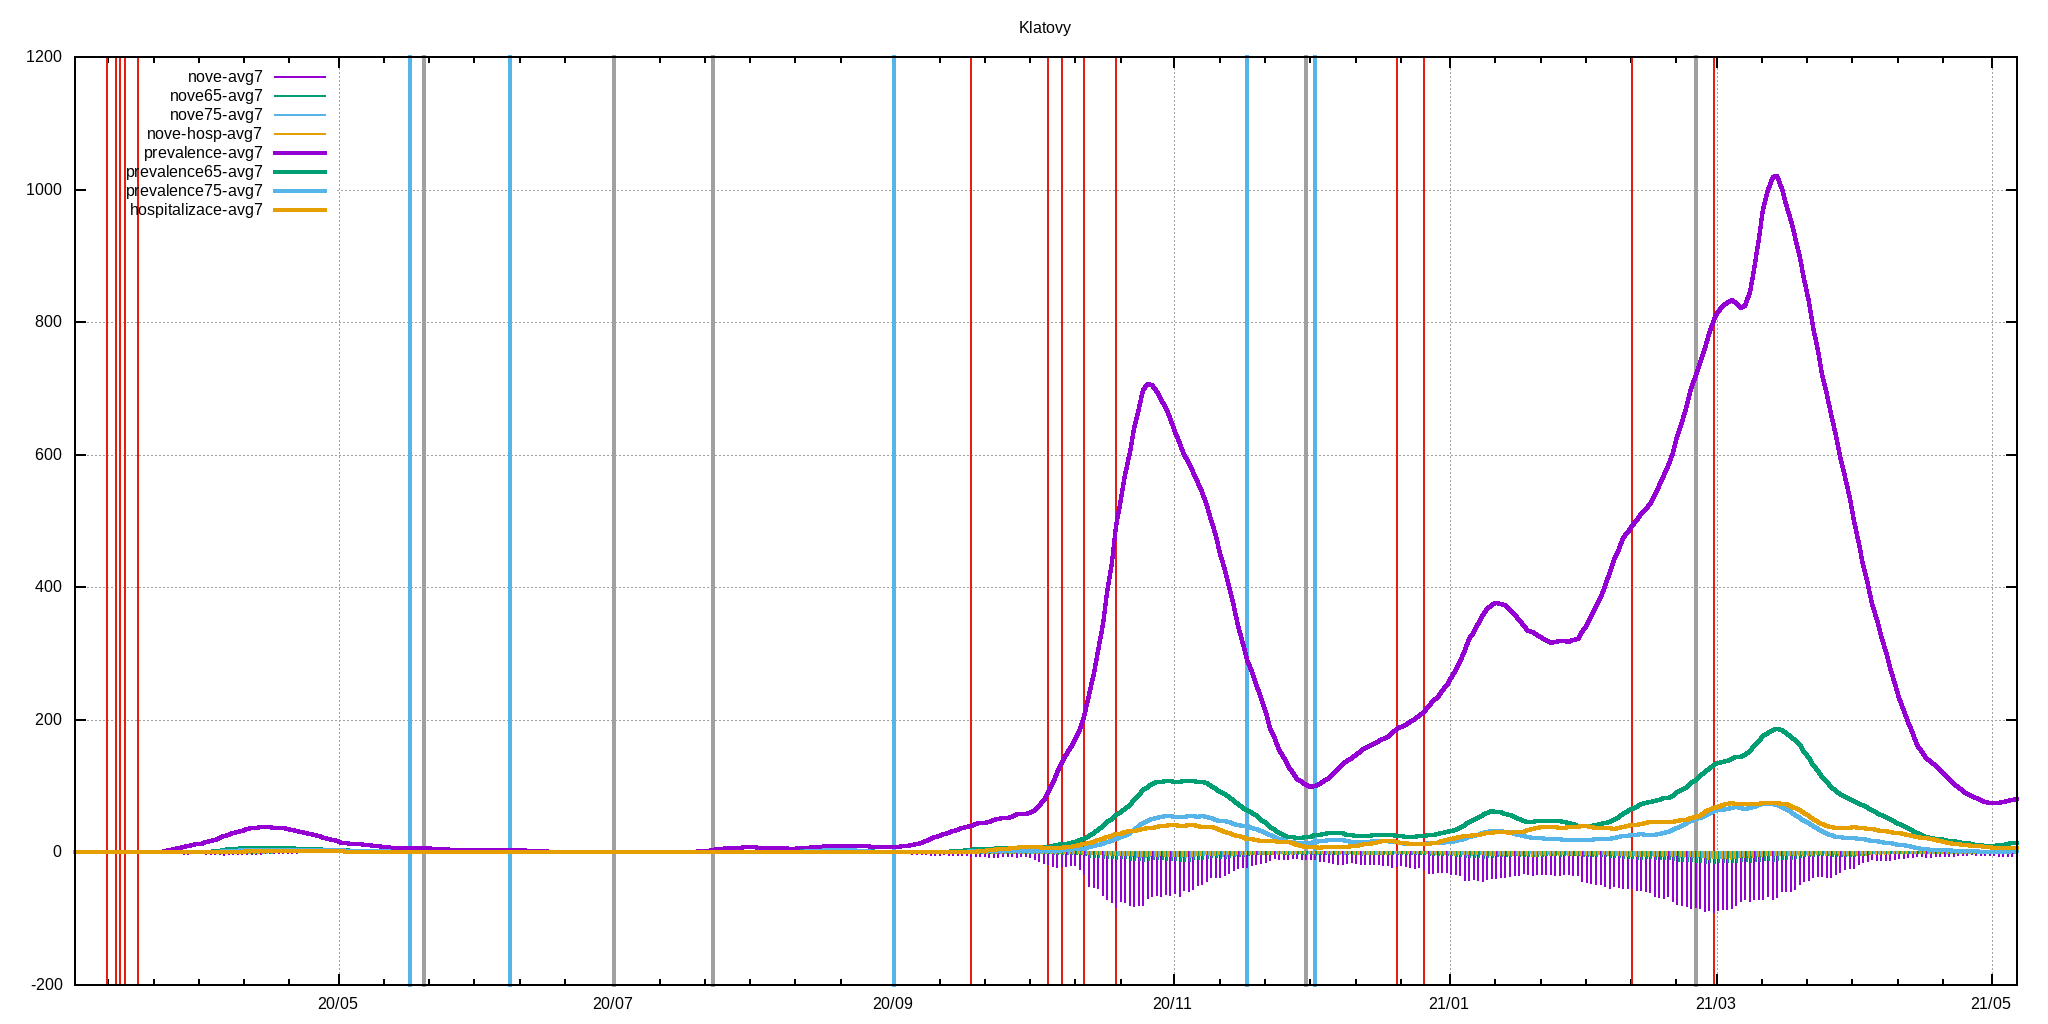 Klatovy
1200
1000
800
600
400
200
0
-200
nove-avg7
nove65-avg7
nove75-avg7
nove-hosp-avg7
prevalence-avg7
prevalence65-avg7
prevalence75-avg7
hospitalizace-avg7
20/05
20/07
20/09
20/11
21/01
21/03
21/05